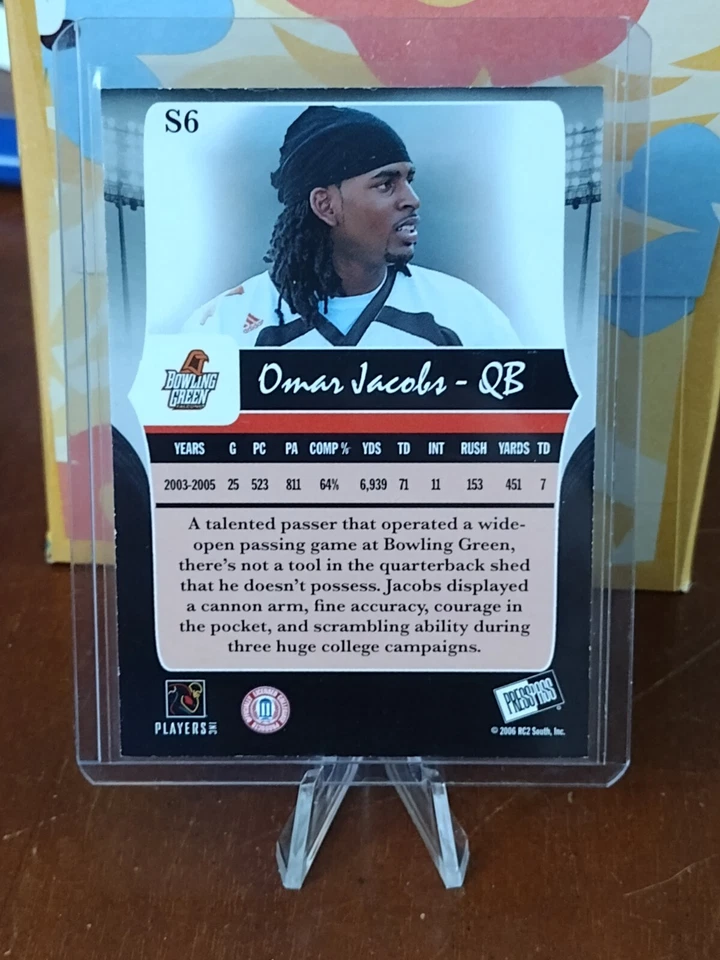 S6
BOWLING
GREEN
Omar Jacobs - QB
YEARS G PC PA COMP % YDS TD INT RUSH YARDS TD
2003-2005 25 523 811 64% 6,939 71 11 153 451 7
A talented passer that operated a wide-
open passing game at Bowling Green,
there's not a tool in the quarterback shed
that he doesn't possess. Jacobs displayed
a cannon arm, fine accuracy, courage in
the pocket, and scrambling ability during
three huge college campaigns.
PLAYERS INC
PRESS PASS
© 2006 RC2 South, Inc.